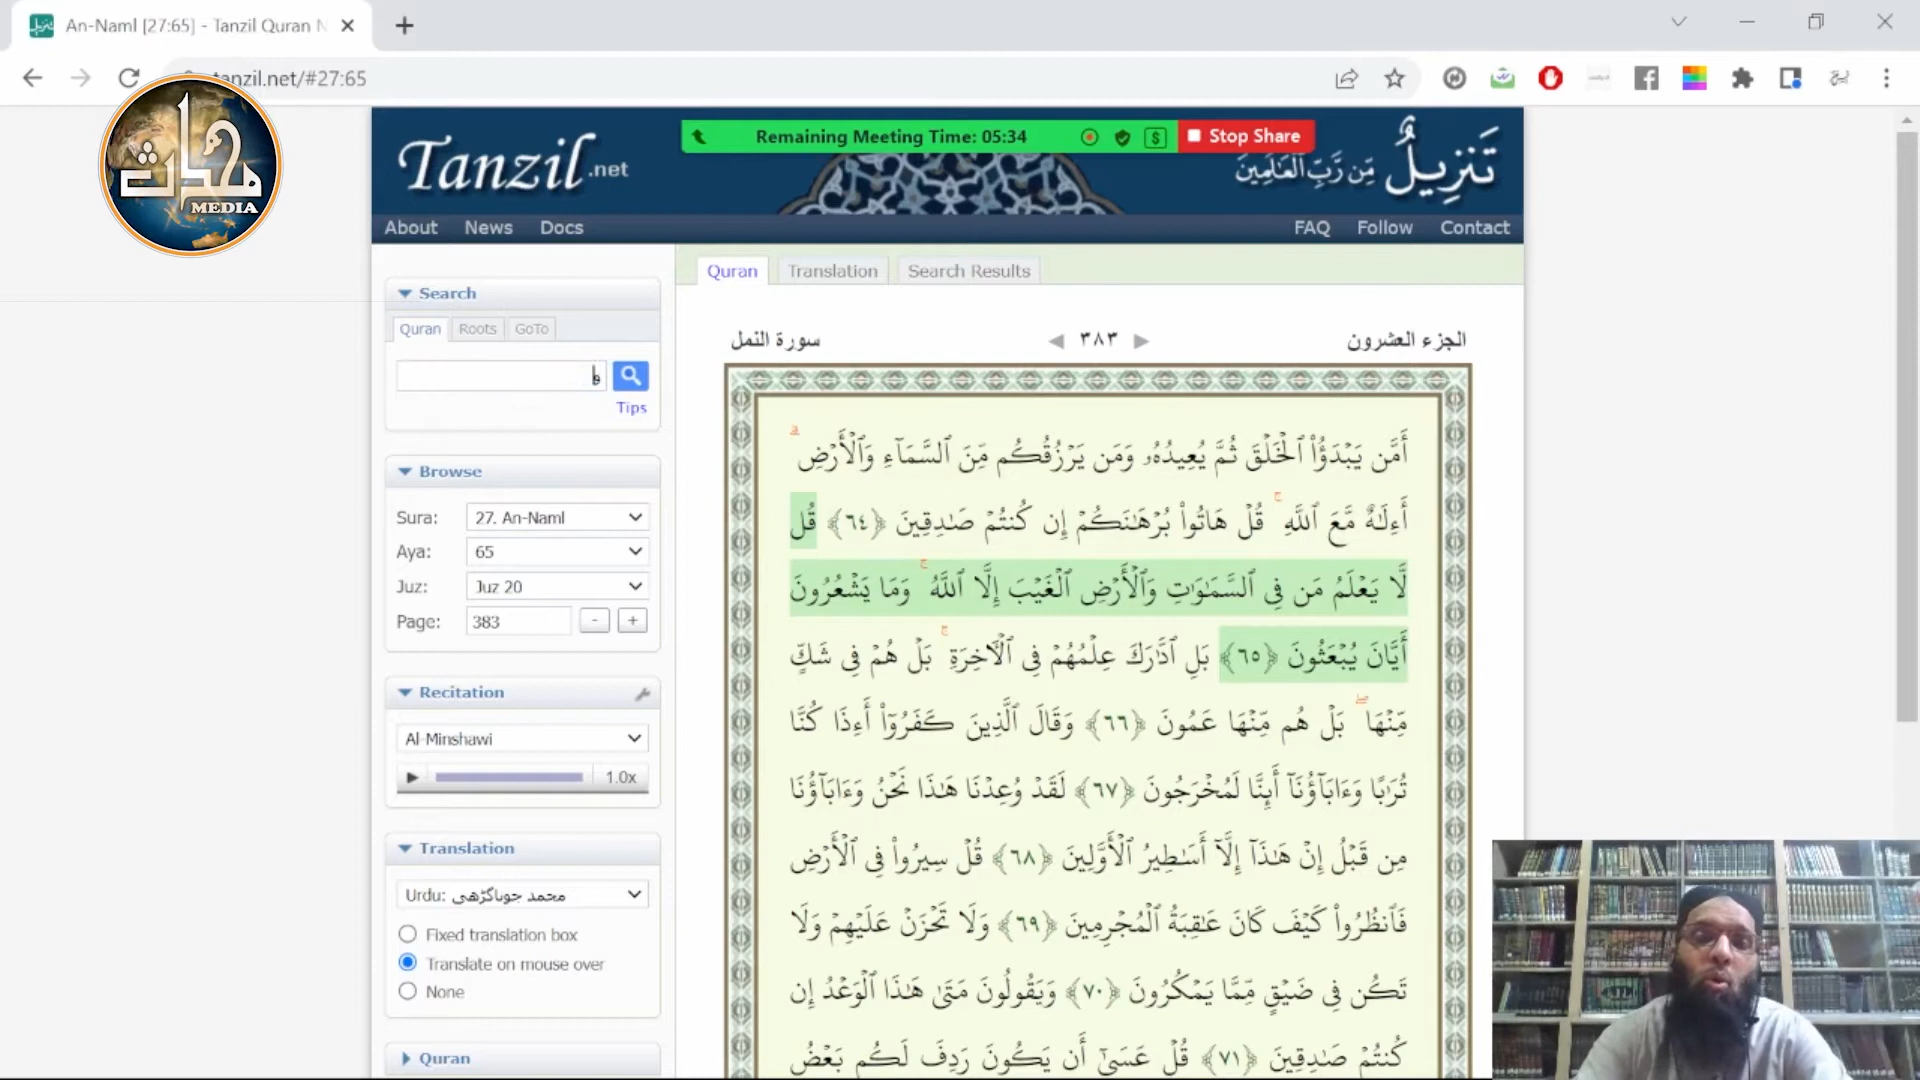 An-Naml [27:65] - Tanzil Quran N
tanzil.net/#27:65
محدث
MEDIA
Tanzil.net
Remaining Meeting Time: 05:34
Stop Share
تنزيل من رب العالمين
About News Docs
FAQ Follow Contact
Search
Quran Roots GoTo
Tips
Browse
Sura: 27. An-Naml
Aya: 65
Juz: Juz 20
Page: 383 - +
Recitation
Al-Minshawi
1.0x
Translation
Urdu: محمد جوناگڑھی
Fixed translation box
Translate on mouse over
None
Quran
Quran Translation Search Results
الجزء العشرون ٣٨٣ سورة النمل
أَمَّن يَبْدَؤُا۟ ٱلْخَلْقَ ثُمَّ يُعِيدُهُۥ وَمَن يَرْزُقُكُم مِّنَ ٱلسَّمَآءِ وَٱلْأَرْضِ ۗ
أَءِلَـٰهٌ مَّعَ ٱللَّهِ ۚ قُلْ هَاتُوا۟ بُرْهَـٰنَكُمْ إِن كُنتُمْ صَـٰدِقِينَ ﴿٦٤﴾ قُل
لَّا يَعْلَمُ مَن فِى ٱلسَّمَـٰوَٰتِ وَٱلْأَرْضِ ٱلْغَيْبَ إِلَّا ٱللَّهُ ۚ وَمَا يَشْعُرُونَ
أَيَّانَ يُبْعَثُونَ ﴿٦٥﴾ بَلِ ٱدَّٰرَكَ عِلْمُهُمْ فِى ٱلْـَٔاخِرَةِ ۚ بَلْ هُمْ فِى شَكٍّ
مِّنْهَا ۖ بَلْ هُم مِّنْهَا عَمُونَ ﴿٦٦﴾ وَقَالَ ٱلَّذِينَ كَفَرُوٓا۟ أَءِذَا كُنَّا
تُرَٰبًا وَءَابَآؤُنَآ أَئِنَّا لَمُخْرَجُونَ ﴿٦٧﴾ لَقَدْ وُعِدْنَا هَـٰذَا نَحْنُ وَءَابَآؤُنَا
مِن قَبْلُ إِنْ هَـٰذَآ إِلَّآ أَسَـٰطِيرُ ٱلْأَوَّلِينَ ﴿٦٨﴾ قُلْ سِيرُوا۟ فِى ٱلْأَرْضِ
فَٱنظُرُوا۟ كَيْفَ كَانَ عَـٰقِبَةُ ٱلْمُجْرِمِينَ ﴿٦٩﴾ وَلَا تَحْزَنْ عَلَيْهِمْ وَلَا
تَكُن فِى ضَيْقٍ مِّمَّا يَمْكُرُونَ ﴿٧٠﴾ وَيَقُولُونَ مَتَىٰ هَـٰذَا ٱلْوَعْدُ إِن
كُنتُمْ صَـٰدِقِينَ ﴿٧١﴾ قُلْ عَسَىٰٓ أَن يَكُونَ رَدِفَ لَكُم بَعْضُ